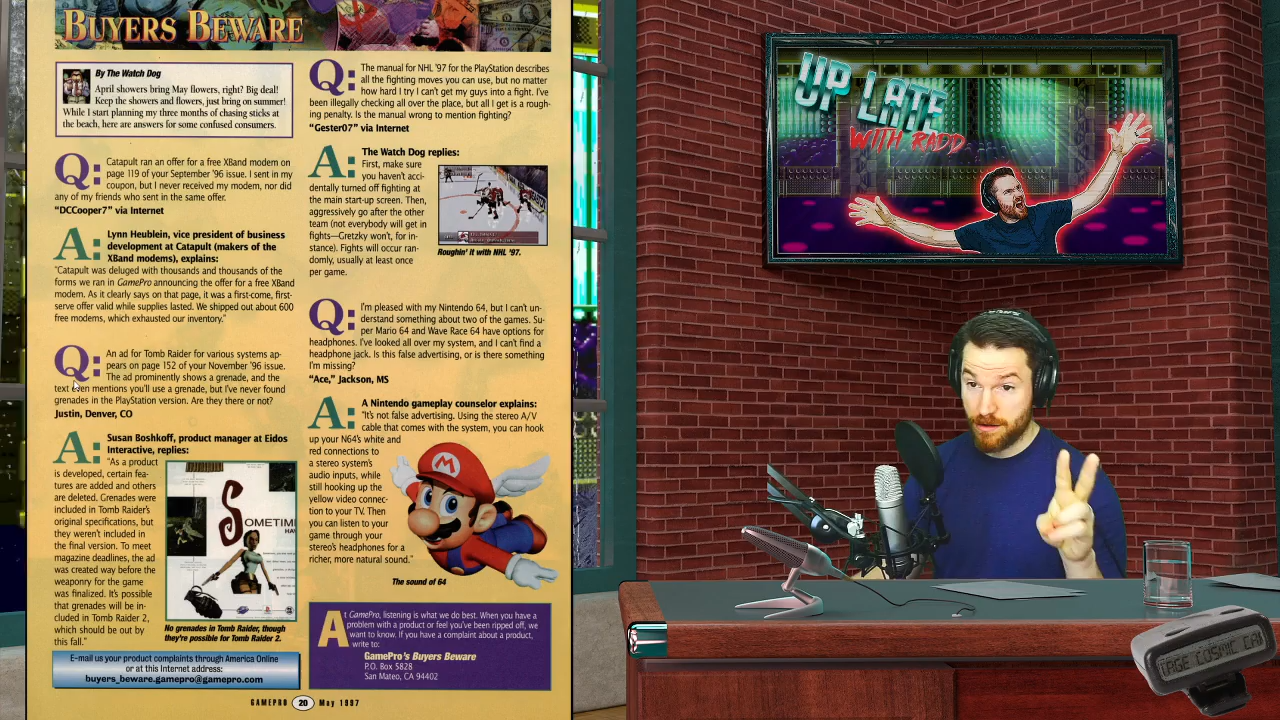 BUYERS BEWARE
By The Watch Dog
April showers bring May flowers, right? Big deal!
Keep the showers and flowers, just bring on summer!
While I start planning my three months of chasing sticks at
the beach, here are answers for some confused consumers.
Q: Catapult ran an offer for a free XBand modem on
page 119 of your September '96 issue. I sent in my
coupon, but I never received my modem, nor did
any of my friends who sent in the same offer.
"DCCooper7" via Internet
A: Lynn Heublein, vice president of business
development at Catapult (makers of the
XBand modems), explains:
"Catapult was deluged with thousands and thousands of the
forms we ran in GamePro announcing the offer for a free XBand
modem. As it clearly says on that page, it was a first-come, first-
serve offer valid while supplies lasted. We shipped out about 600
free modems, which exhausted our inventory."
Q: An ad for Tomb Raider for various systems ap-
pears on page 152 of your November '96 issue.
The ad prominently shows a grenade, and the
text even mentions you'll use a grenade, but I've never found
grenades in the PlayStation version. Are they there or not?
Justin, Denver, CO
A: Susan Boshkoff, product manager at Eidos
Interactive, replies:
"As a product
is developed, certain fea-
tures are added and others
are deleted. Grenades were
included in Tomb Raider's
original specifications, but
they weren't included in
the final version. To meet
magazine deadlines, the ad
was created way before the
weaponry for the game
was finalized. It's possible
that grenades will be in-
cluded in Tomb Raider 2,
which should be out by
this fall."
SOMETIM
HA
No grenades in Tomb Raider, though
they're possible for Tomb Raider 2.
E-mail us your product complaints through America Online
or at this Internet address:
buyers_beware.gamepro@gamepro.com
Q: The manual for NHL '97 for the PlayStation describes
all the fighting moves you can use, but no matter
how hard I try I can't get my guys into a fight. I've
been illegally checking all over the place, but all I get is a rough-
ing penalty. Is the manual wrong to mention fighting?
"Gester07" via Internet
A: The Watch Dog replies:
First, make sure
you haven't acci-
dentally turned off fighting at
the main start-up screen. Then,
aggressively go after the other
team (not everybody will get in
fights—Gretzky won't, for in-
stance). Fights will occur ran-
domly, usually at least once
per game.
Roughin' it with NHL '97.
Q: I'm pleased with my Nintendo 64, but I can't un-
derstand something about two of the games. Su-
per Mario 64 and Wave Race 64 have options for
headphones. I've looked all over my system, and I can't find a
headphone jack. Is this false advertising, or is there something
I'm missing?
"Ace," Jackson, MS
A: A Nintendo gameplay counselor explains:
"It's not false advertising. Using the stereo A/V
cable that comes with the system, you can hook
up your N64's white and
red connections to
a stereo system's
audio inputs, while
still hooking up the
yellow video connec-
tion to your TV. Then
you can listen to your
game through your
stereo's headphones for a
richer, more natural sound."
M
The sound of 64
At GamePro, listening is what we do best. When you have a
problem with a product or feel you've been ripped off, we
want to know. If you have a complaint about a product,
write to:
GamePro's Buyers Beware
P.O. Box 5828
San Mateo, CA 94402
GAMEPRO 20 May 1997
UP LATE
WITH RADD
RGE COSMIC CA